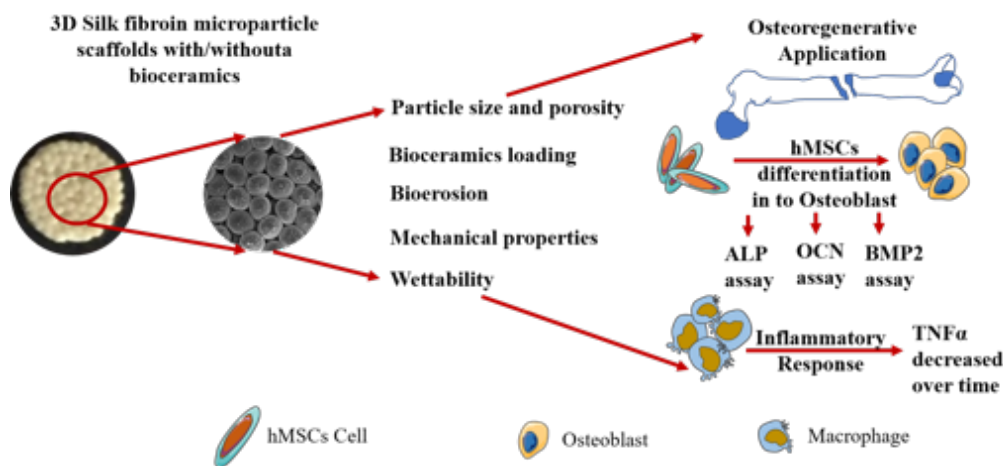 3D Silk fibroin microparticle
scaffolds with/withouta
bioceramics
Particle size and porosity
Bioceramics loading
Bioerosion
Mechanical properties
Wettability
Osteoregenerative
Application
hMSCs
differentiation
in to Osteoblast
ALP
assay
OCN
assay
BMP2
assay
Inflammatory
Response
TNFα
decreased
over time
hMSCs Cell
Osteoblast
Macrophage